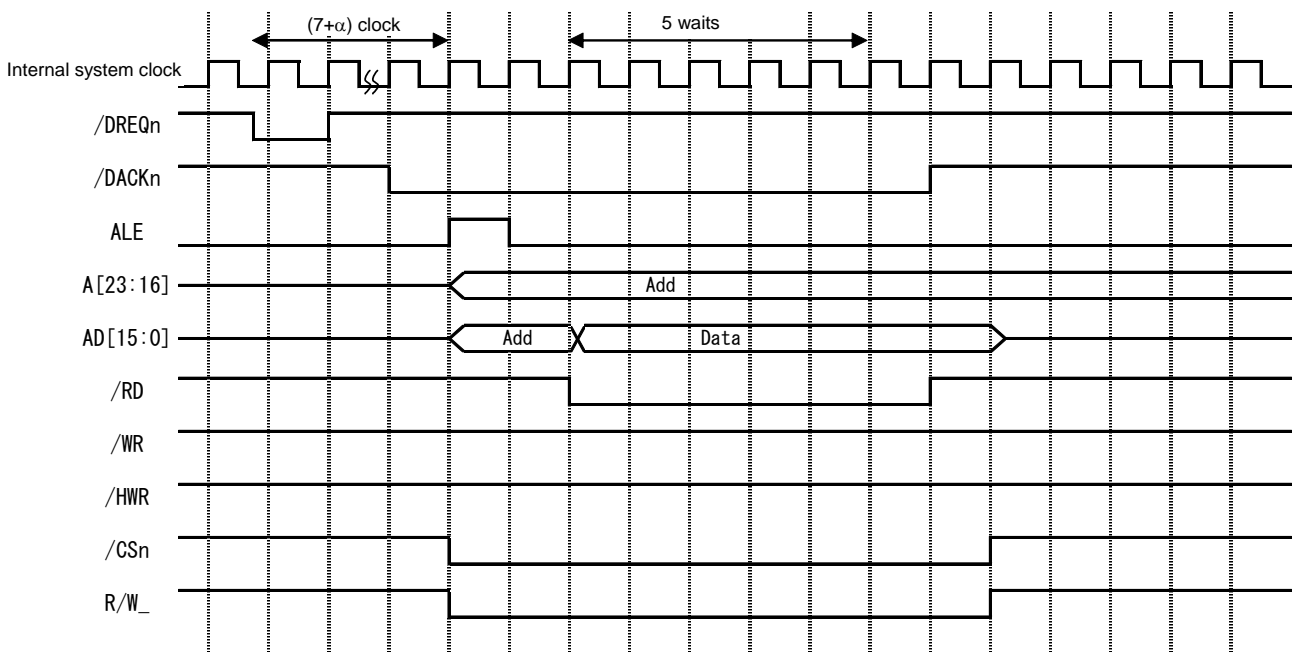 (7+α) clock
5 waits
Internal system clock
/DREQn
/DACKn
ALE
A[23:16]
Add
AD[15:0]
Add
Data
/RD
/WR
/HWR
/CSn
R/W_